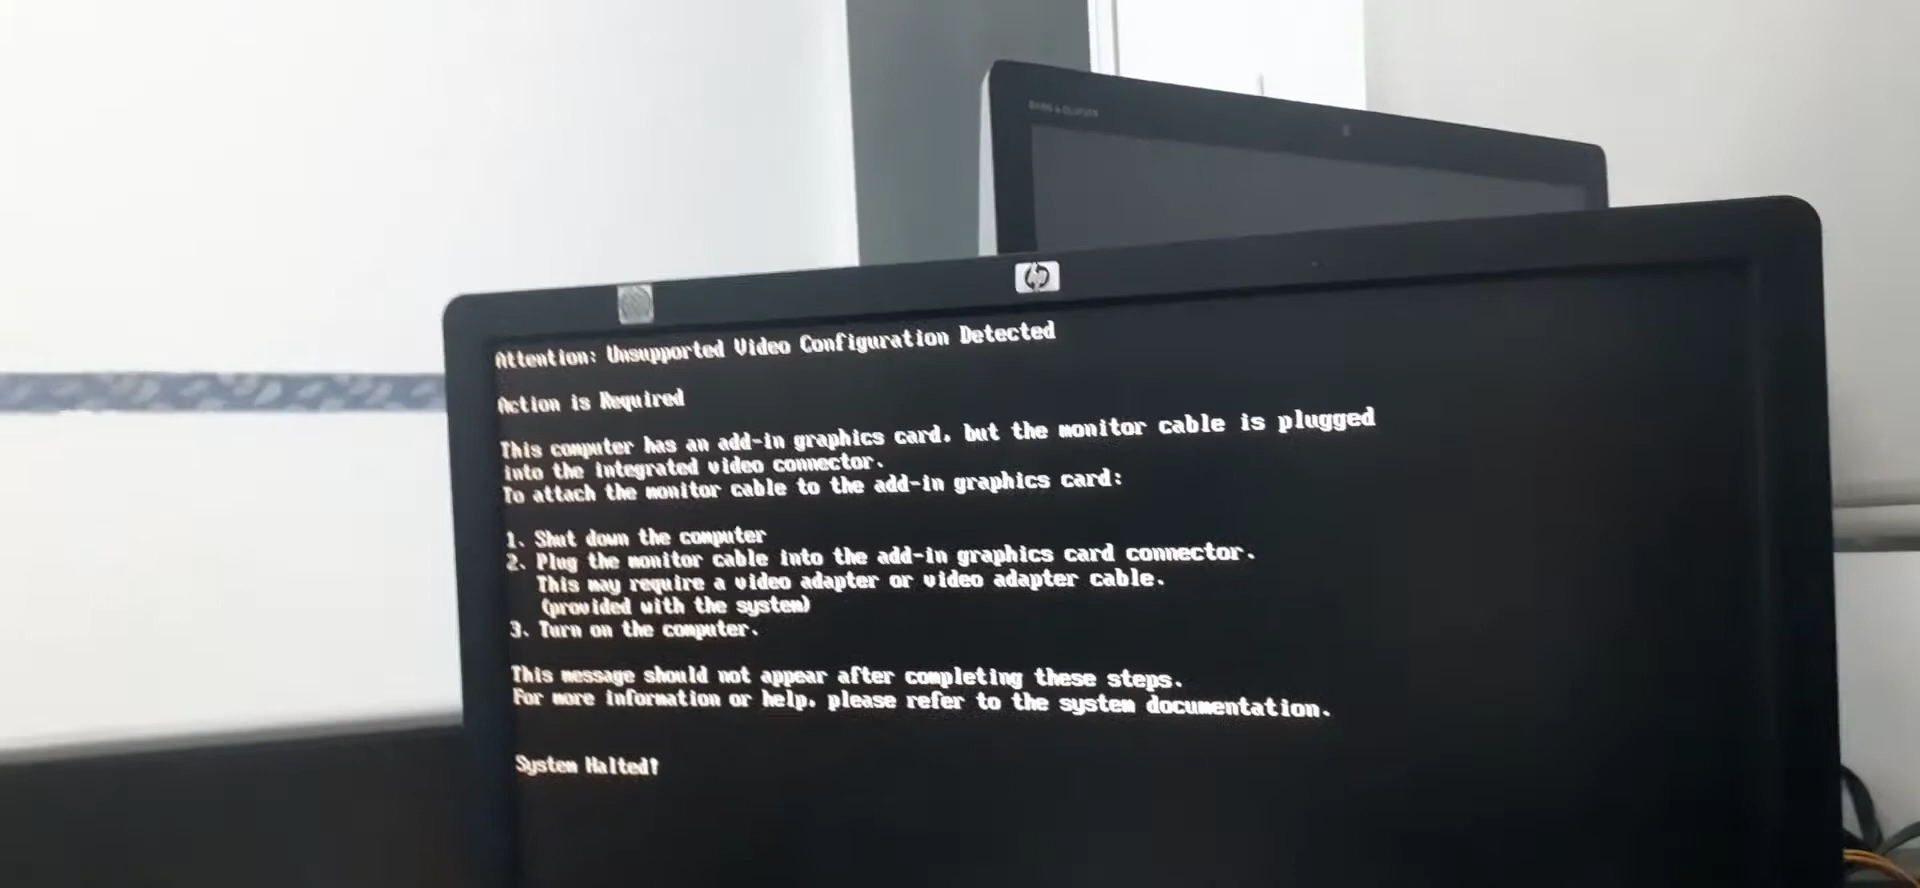 BANG & OLUFSEN
hp
Attention: Unsupported Video Configuration Detected
Action is Required
This computer has an add-in graphics card, but the monitor cable is plugged
into the integrated video connector.
To attach the monitor cable to the add-in graphics card:
1. Shut down the computer
2. Plug the monitor cable into the add-in graphics card connector.
This may require a video adapter or video adapter cable.
(provided with the system)
3. Turn on the computer.
This message should not appear after completing these steps.
For more information or help, please refer to the system documentation.
System Halted!